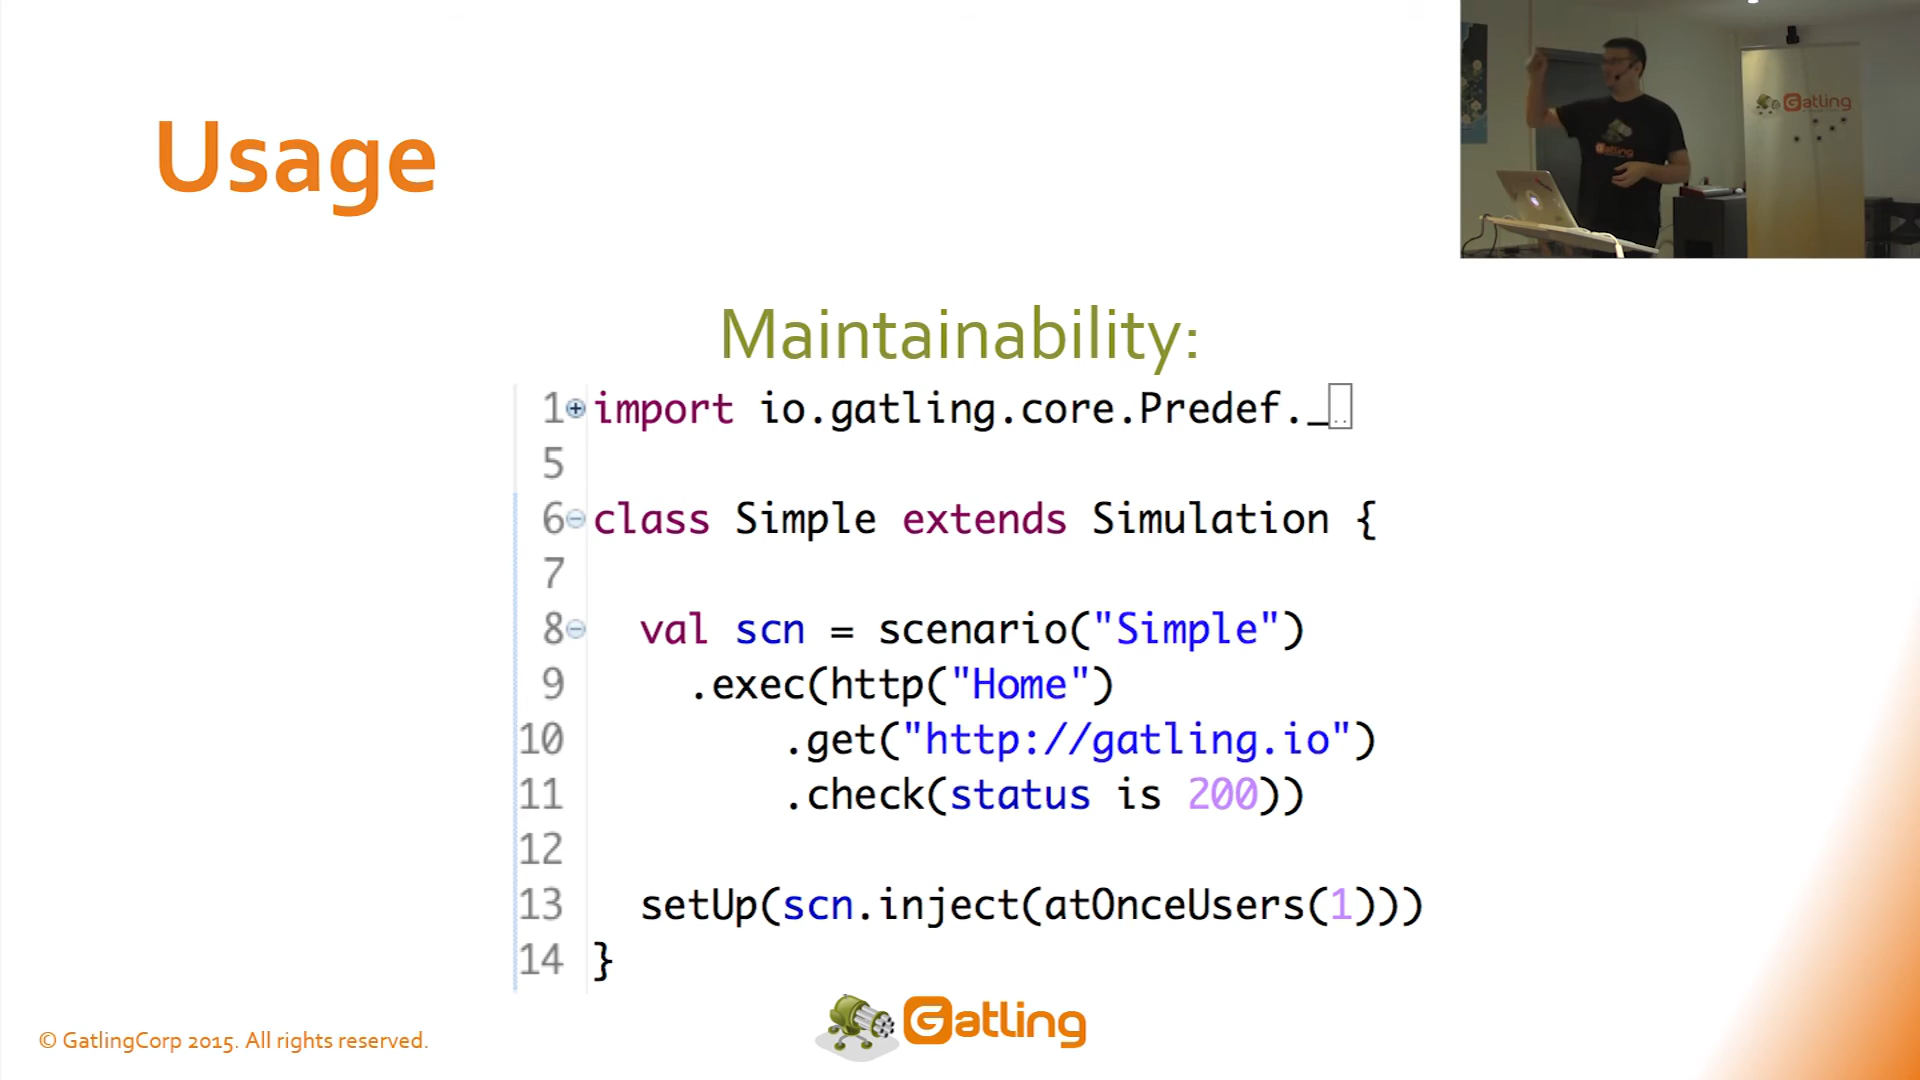 Usage
Gatling
Gatling
Maintainability:
1 import io.gatling.core.Predef._
5
6 class Simple extends Simulation {
7
8 val scn = scenario("Simple")
9 .exec(http("Home")
10 .get("http://gatling.io")
11 .check(status is 200))
12
13 setUp(scn.inject(atOnceUsers(1)))
14 }
Gatling
© GatlingCorp 2015. All rights reserved.